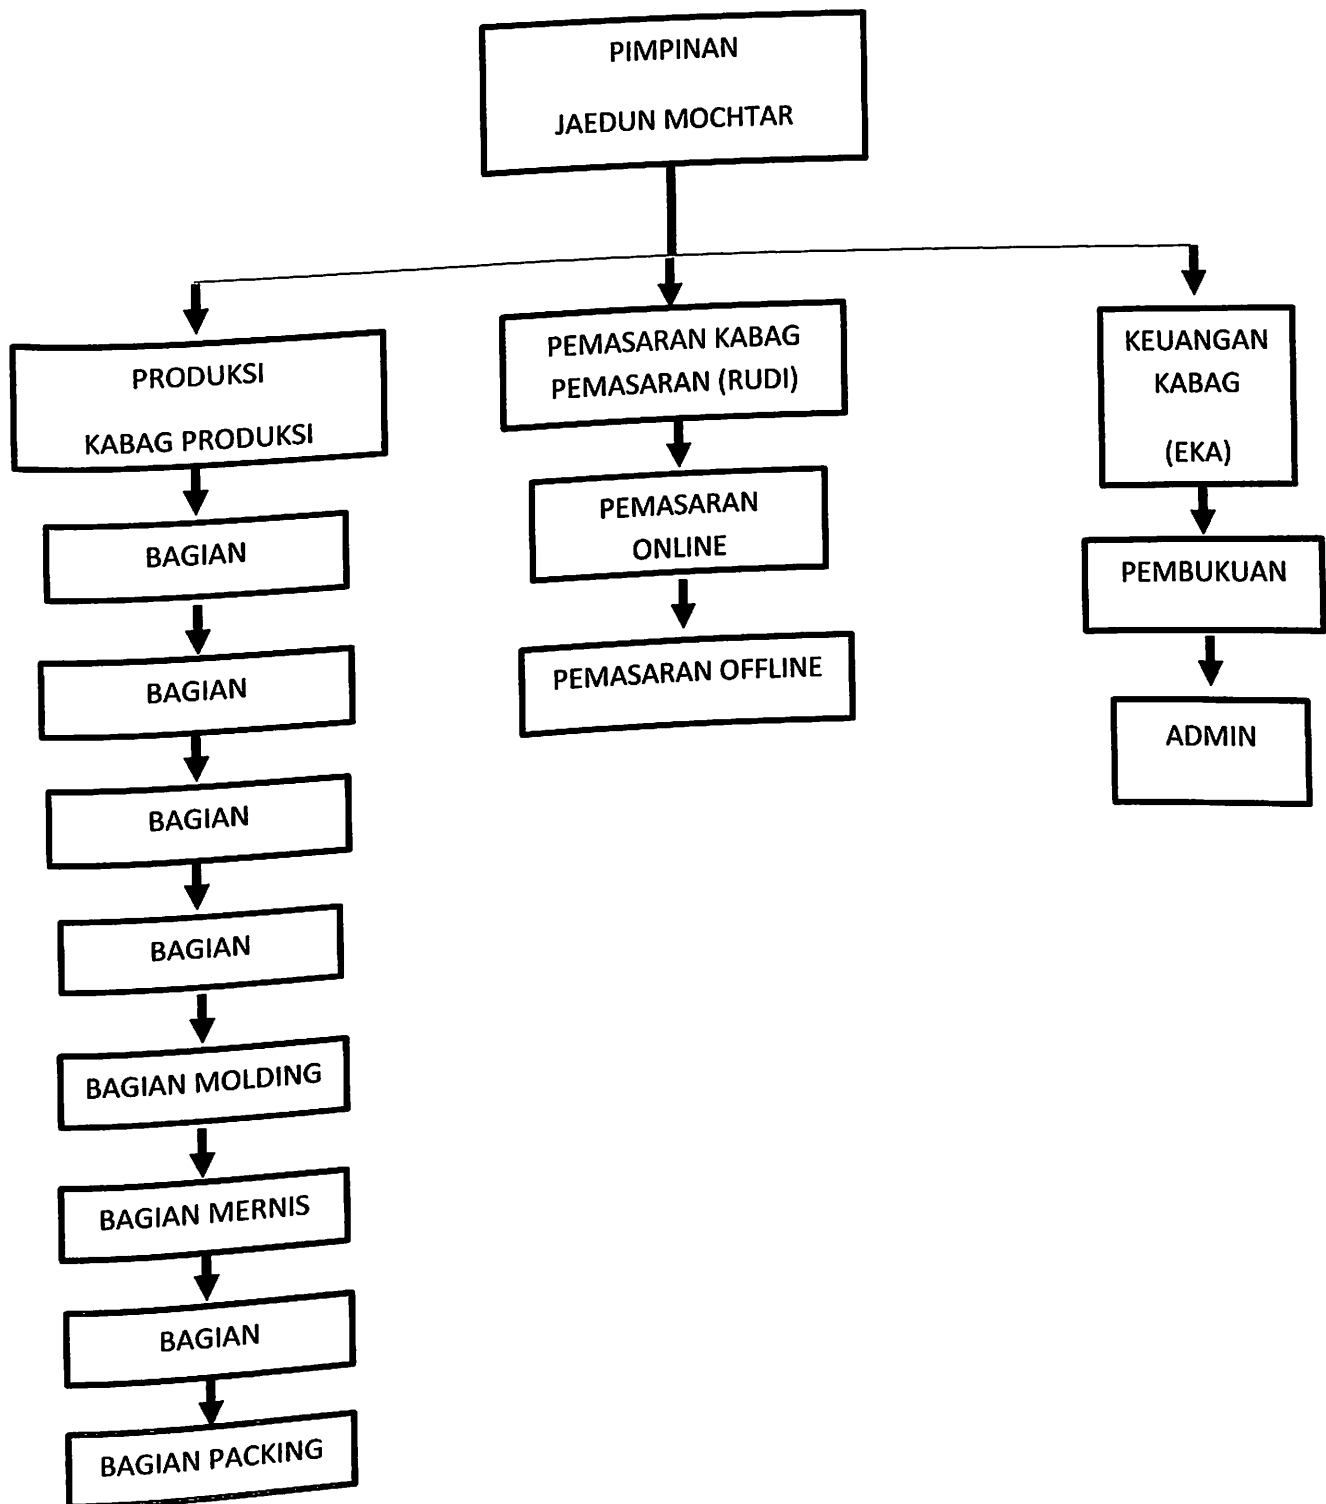 PIMPINAN
JAEDUN MOCHTAR
PRODUKSI
KABAG PRODUKSI
BAGIAN
BAGIAN
BAGIAN
BAGIAN
BAGIAN MOLDING
BAGIAN MERNIS
BAGIAN
BAGIAN PACKING
PEMASARAN KABAG
PEMASARAN (RUDI)
PEMASARAN
ONLINE
PEMASARAN OFFLINE
KEUANGAN
KABAG
(EKA)
PEMBUKUAN
ADMIN